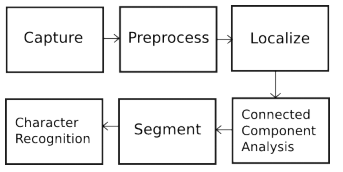 Capture
Preprocess
Localize
Connected
Component
Analysis
Segment
Character
Recognition